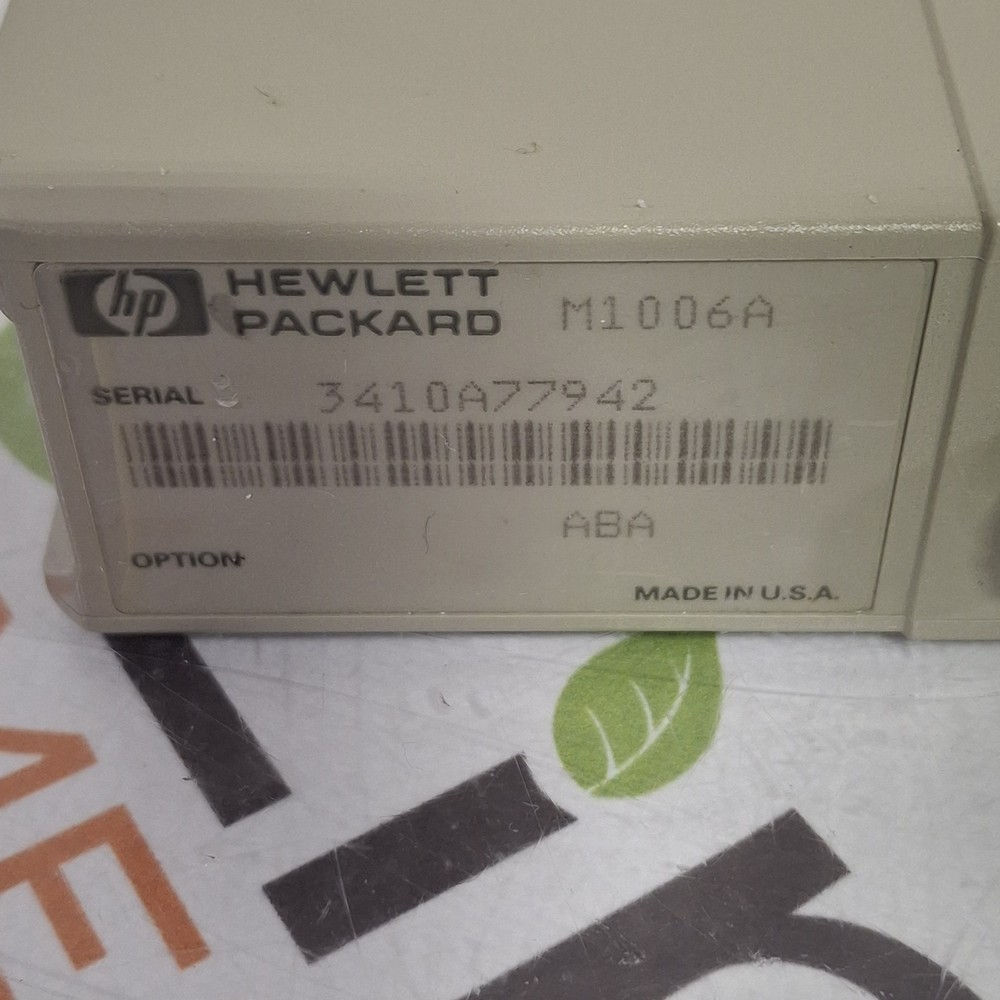 hp HEWLETT
PACKARD M1006A
SERIAL 3410A77942
ABA
OPTION
MADE IN U.S.A.